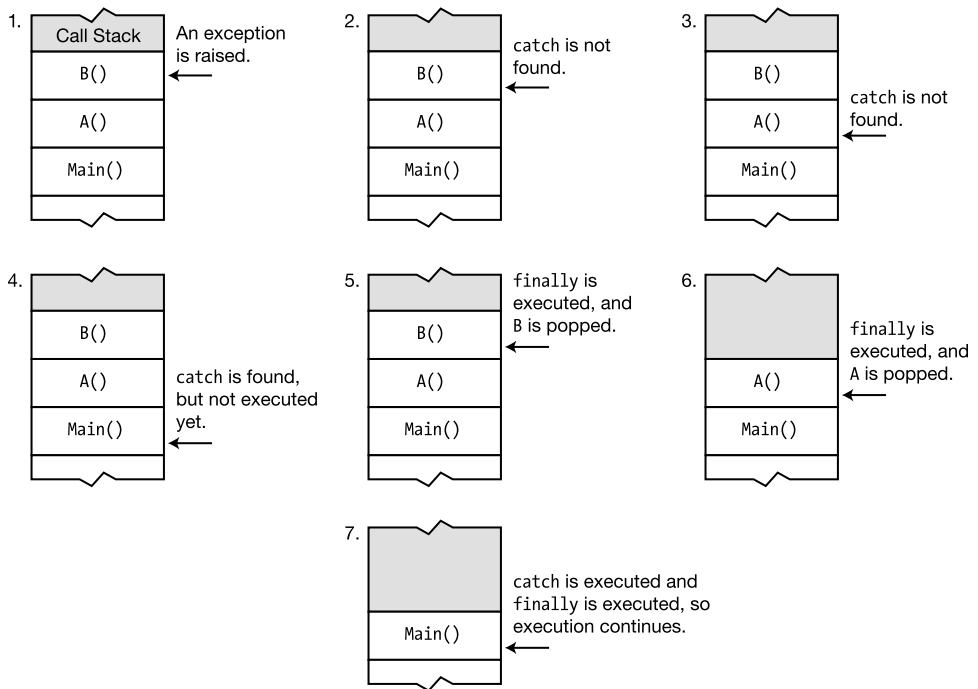 1.
Call Stack
An exception
is raised.
B()
A()
Main()
2.
catch is not
found.
B()
A()
Main()
3.
B()
catch is not
found.
A()
Main()
4.
B()
A()
catch is found,
but not executed
yet.
Main()
5.
finally is
executed, and
B is popped.
B()
A()
Main()
6.
finally is
executed, and
A is popped.
A()
Main()
7.
catch is executed and
finally is executed, so
execution continues.
Main()